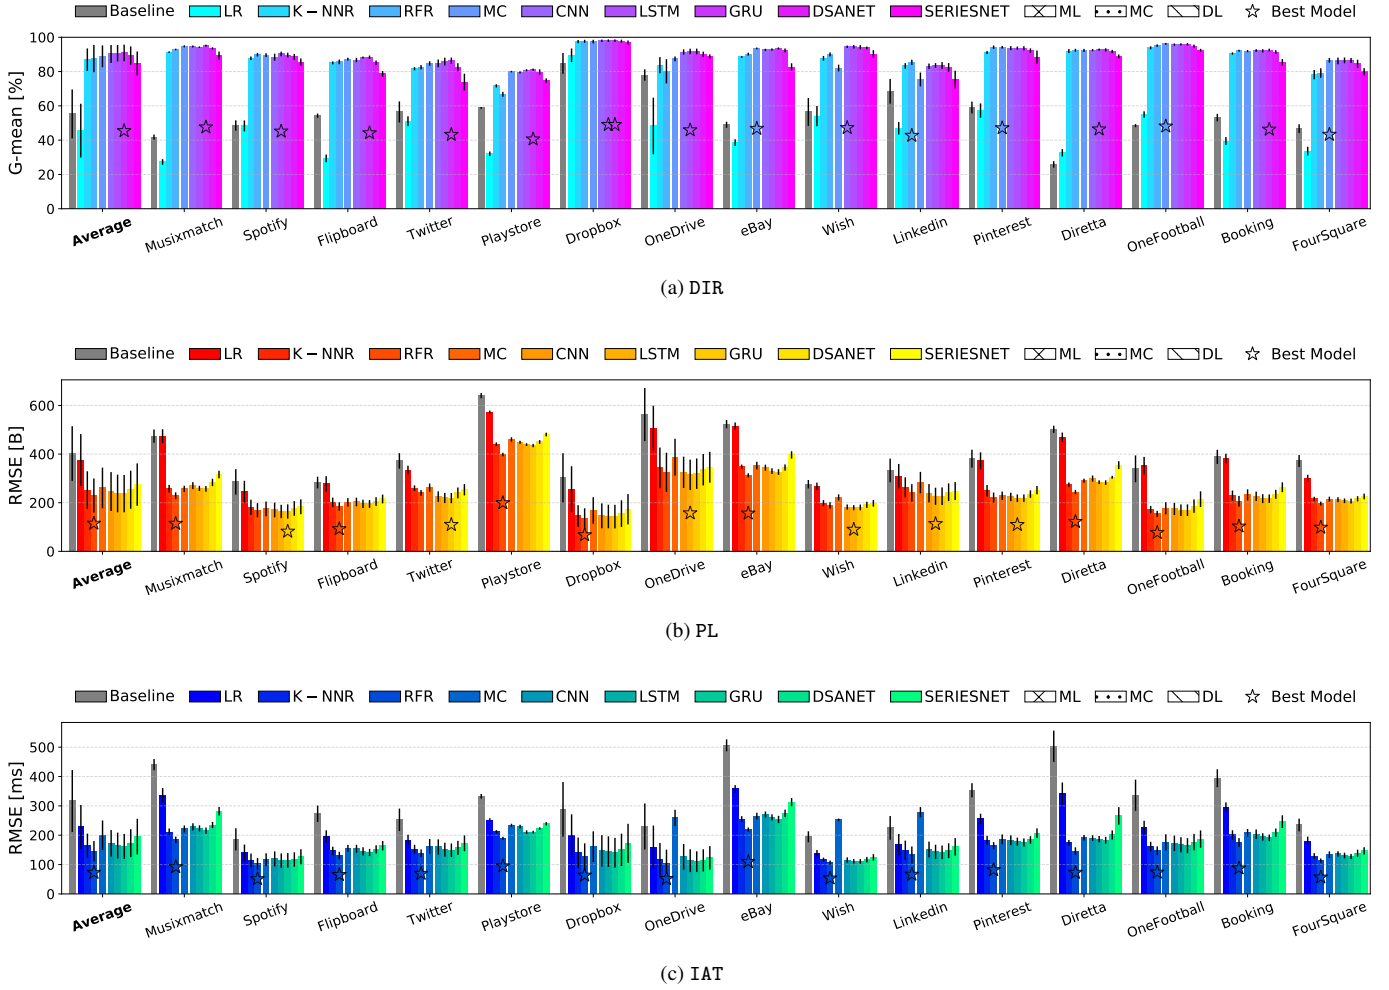 Baseline LR K − NNR RFR MC CNN LSTM GRU DSANET SERIESNET ML MC DL Best Model
G-mean [%]
100
80
60
40
20
0
Average Musixmatch Spotify Flipboard Twitter Playstore Dropbox OneDrive eBay Wish Linkedin Pinterest Diretta OneFootball Booking FourSquare
(a) DIR
Baseline LR K − NNR RFR MC CNN LSTM GRU DSANET SERIESNET ML MC DL Best Model
RMSE [B]
600
400
200
0
Average Musixmatch Spotify Flipboard Twitter Playstore Dropbox OneDrive eBay Wish Linkedin Pinterest Diretta OneFootball Booking FourSquare
(b) PL
Baseline LR K − NNR RFR MC CNN LSTM GRU DSANET SERIESNET ML MC DL Best Model
RMSE [ms]
500
400
300
200
100
0
Average Musixmatch Spotify Flipboard Twitter Playstore Dropbox OneDrive eBay Wish Linkedin Pinterest Diretta OneFootball Booking FourSquare
(c) IAT